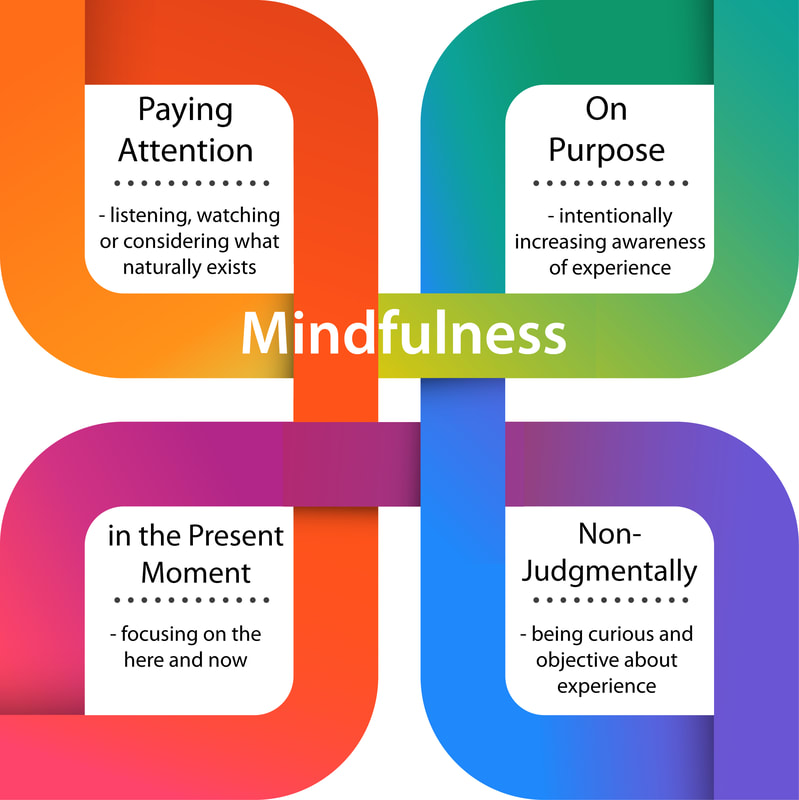 Paying
Attention
- listening, watching
or considering what
naturally exists
On
Purpose
- intentionally
increasing awareness
of experience
Mindfulness
in the Present
Moment
- focusing on the
here and now
Non-
Judgmentally
- being curious and
objective about
experience